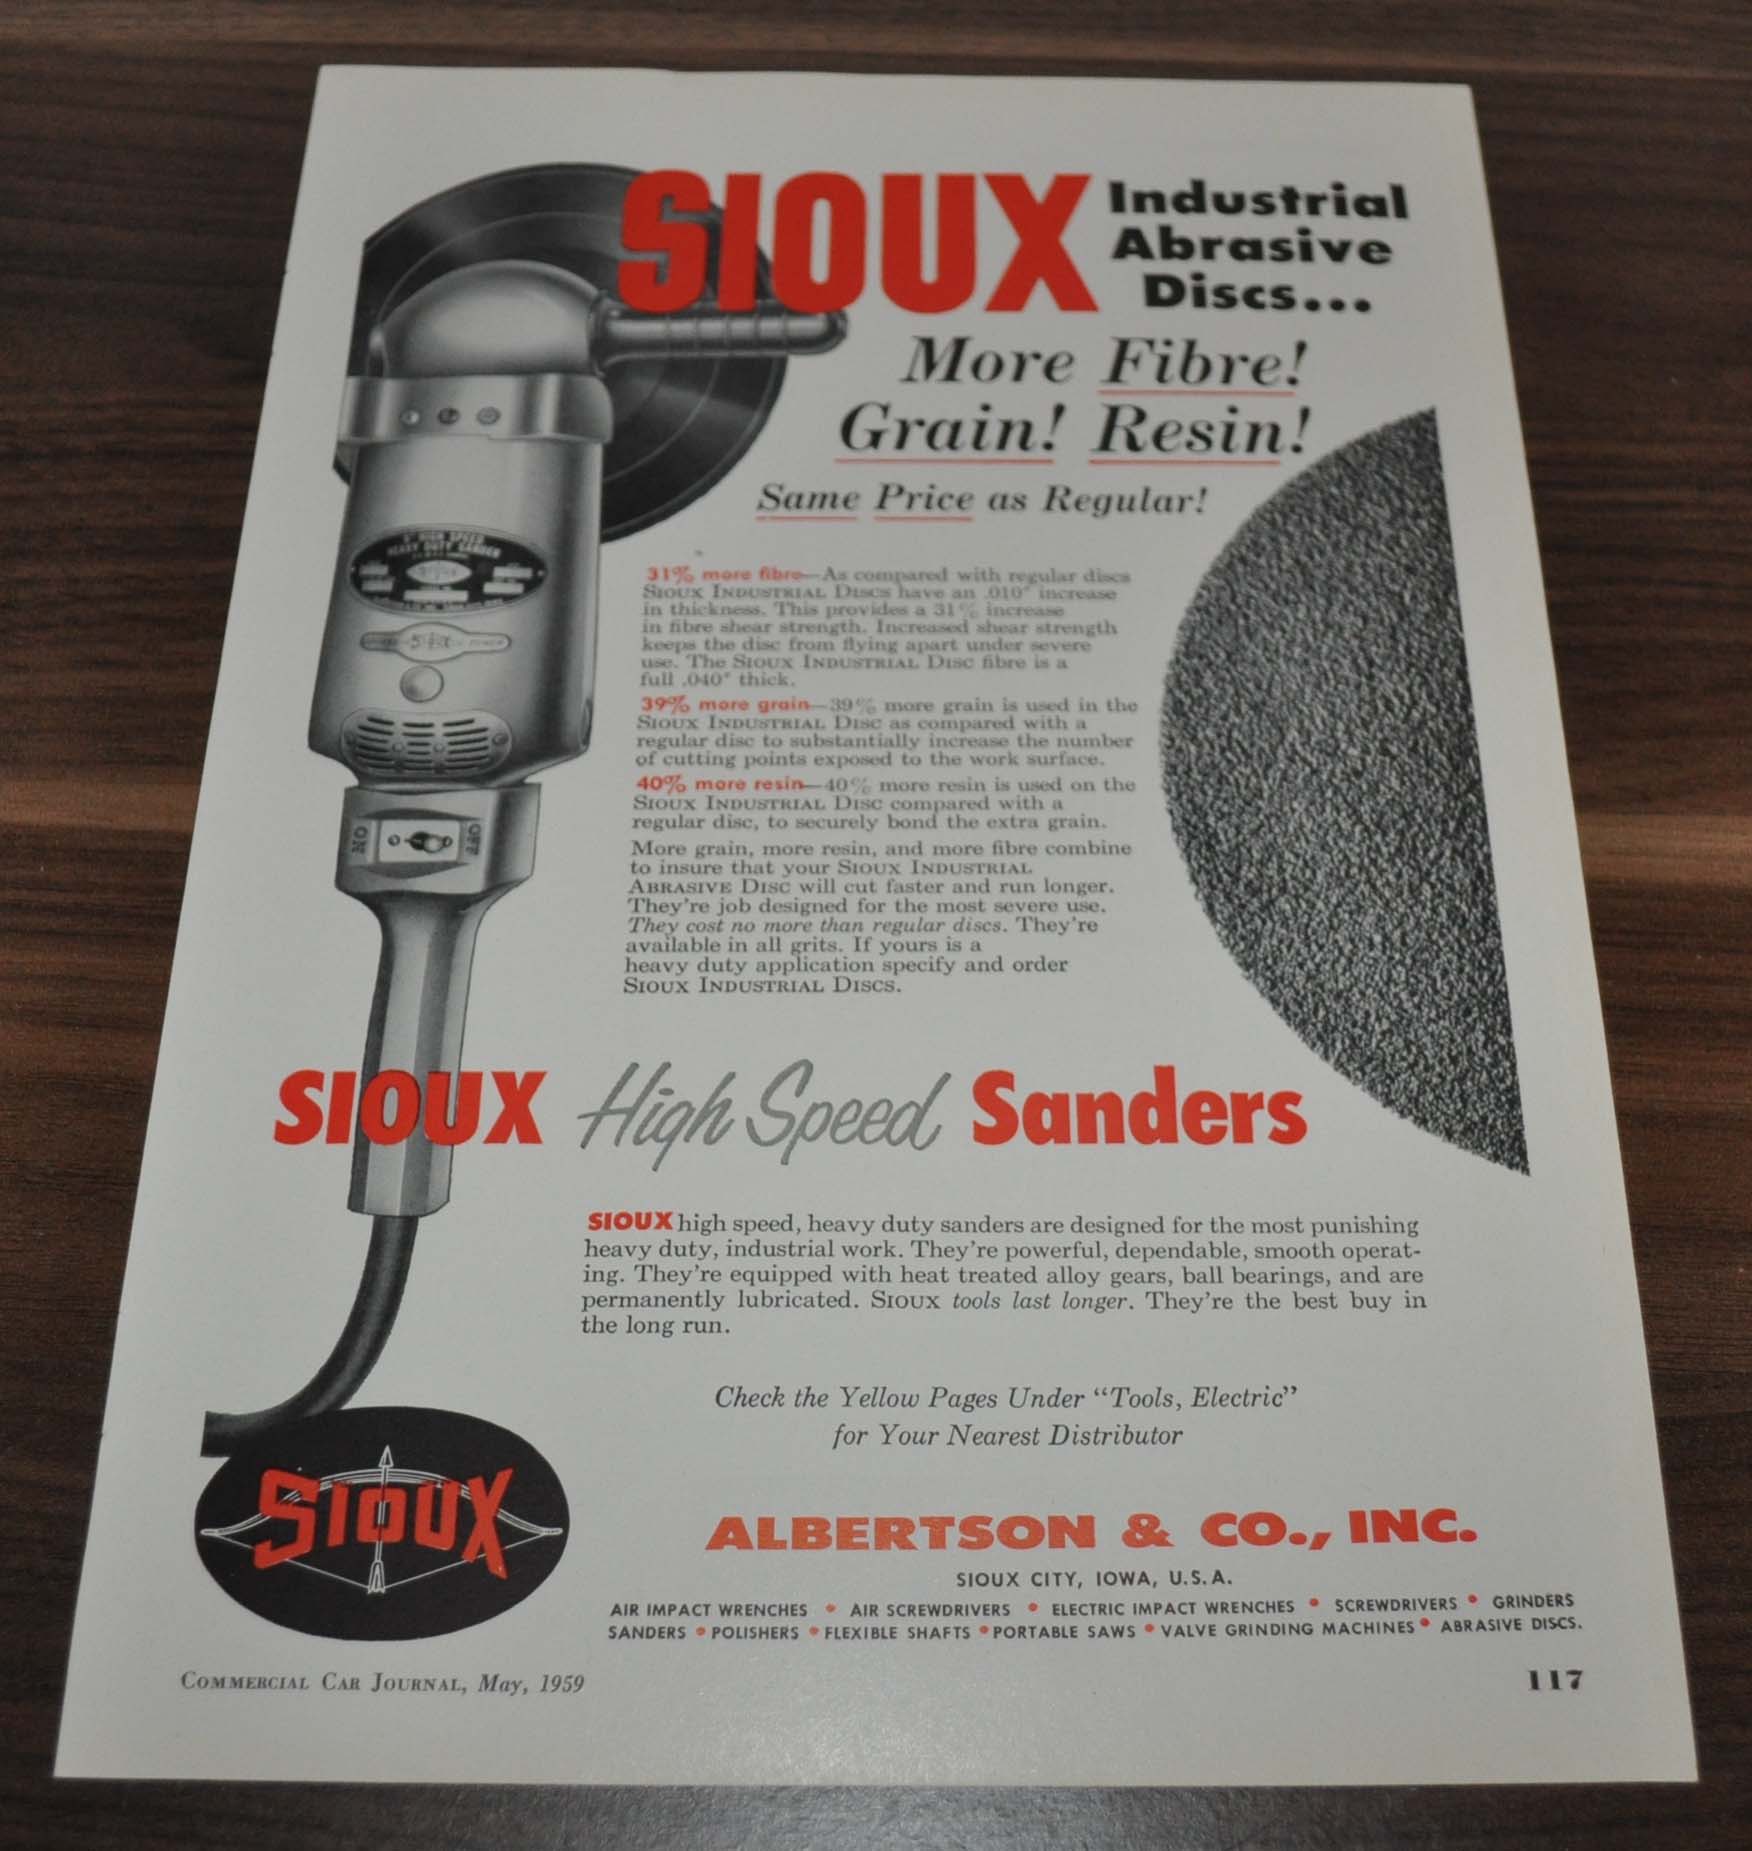 SIOUX Industrial
Abrasive
Discs...
More Fibre!
Grain! Resin!
Same Price as Regular!
31% more fibre—As compared with regular discs
SIOUX INDUSTRIAL DISCS have an .010" increase
in thickness. This provides a 31% increase
in fibre shear strength. Increased shear strength
keeps the disc from flying apart under severe
use. The SIOUX INDUSTRIAL DISC fibre is a
full .040" thick.
39% more grain—39% more grain is used in the
SIOUX INDUSTRIAL DISC as compared with a
regular disc to substantially increase the number
of cutting points exposed to the work surface.
40% more resin—40% more resin is used on the
SIOUX INDUSTRIAL DISC compared with a
regular disc, to securely bond the extra grain.
More grain, more resin, and more fibre combine
to insure that your SIOUX INDUSTRIAL
ABRASIVE DISC will cut faster and run longer.
They're job designed for the most severe use.
They cost no more than regular discs. They're
available in all grits. If yours is a
heavy duty application specify and order
SIOUX INDUSTRIAL DISCS.
HIGH SPEED
HEAVY DUTY SANDER
SIOUX
ON OFF
SIOUX High Speed Sanders
SIOUX high speed, heavy duty sanders are designed for the most punishing
heavy duty, industrial work. They're powerful, dependable, smooth operat-
ing. They're equipped with heat treated alloy gears, ball bearings, and are
permanently lubricated. SIOUX tools last longer. They're the best buy in
the long run.
Check the Yellow Pages Under "Tools, Electric"
for Your Nearest Distributor
SIOUX
ALBERTSON & CO., INC.
SIOUX CITY, IOWA, U.S.A.
AIR IMPACT WRENCHES • AIR SCREWDRIVERS • ELECTRIC IMPACT WRENCHES • SCREWDRIVERS • GRINDERS
SANDERS • POLISHERS • FLEXIBLE SHAFTS • PORTABLE SAWS • VALVE GRINDING MACHINES • ABRASIVE DISCS.
COMMERCIAL CAR JOURNAL, May, 1959
117